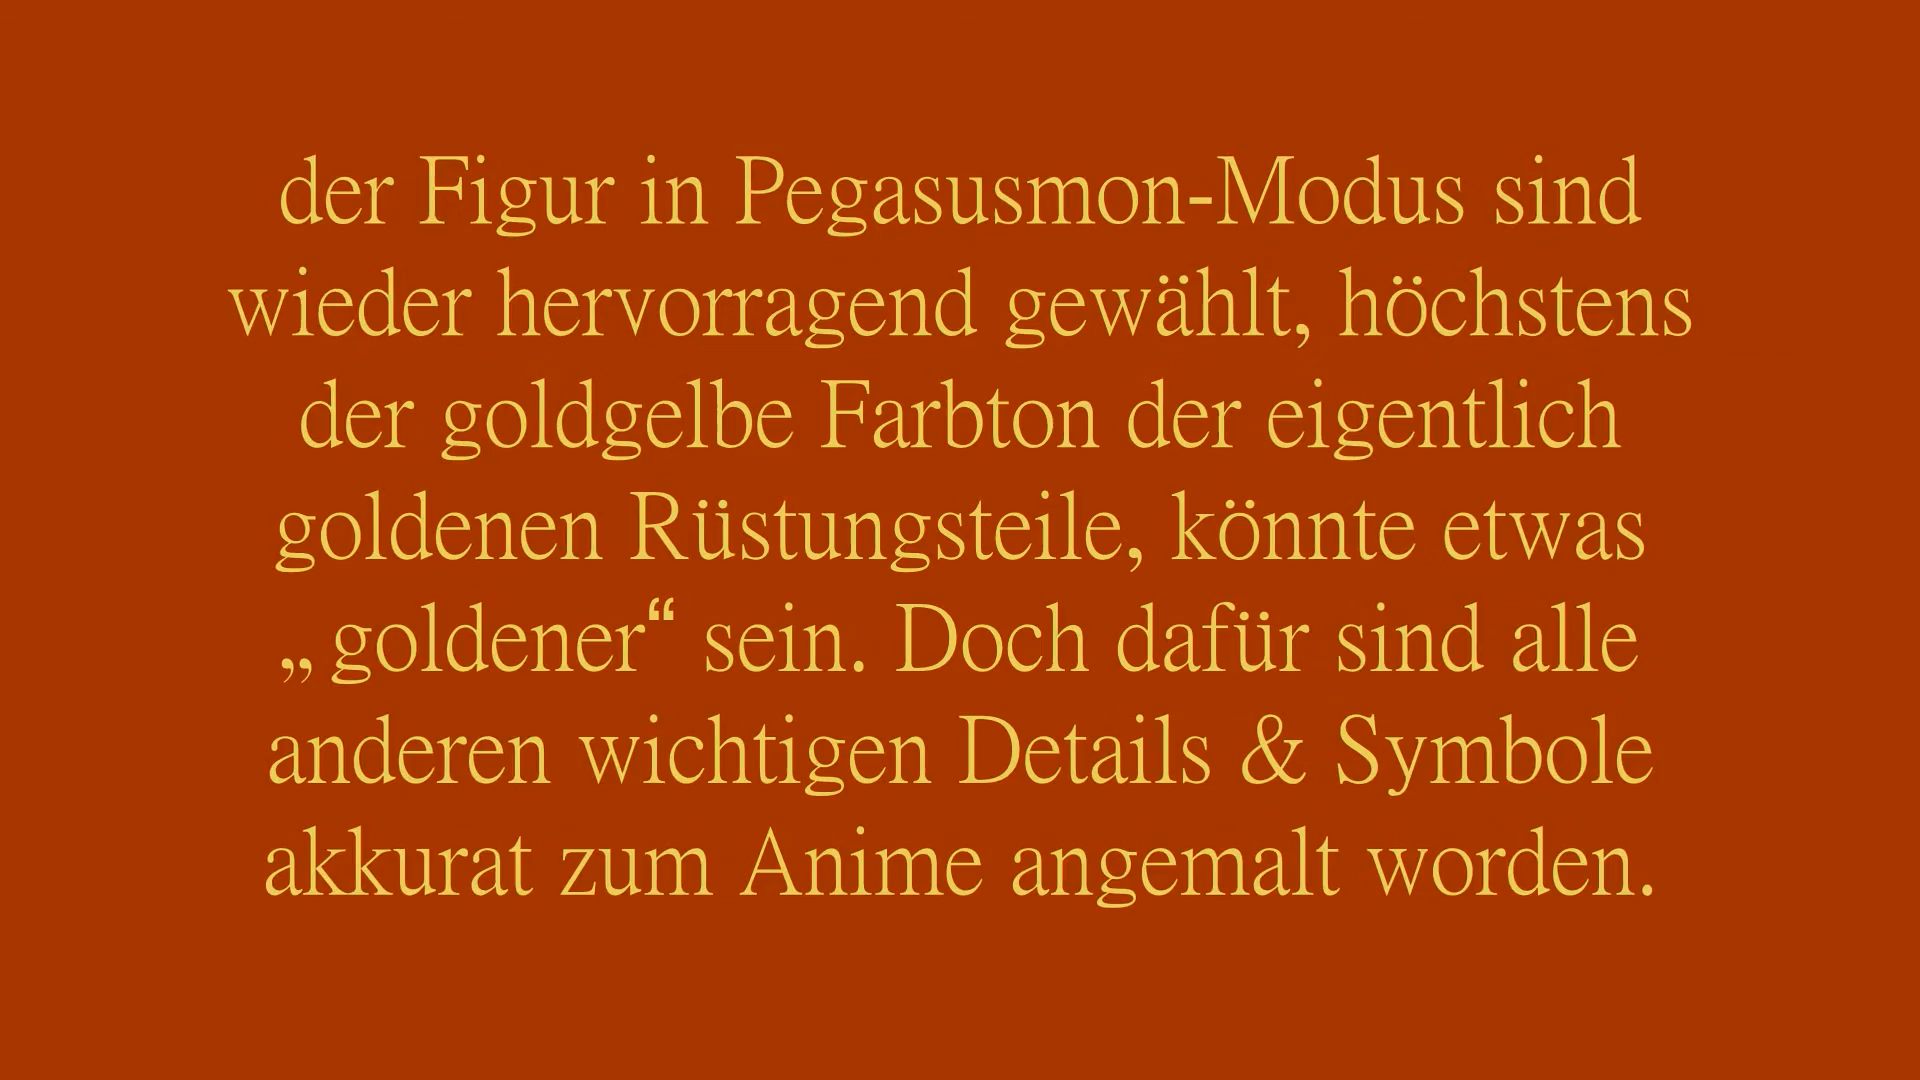 der Figur in Pegasusmon-Modus sind
wieder hervorragend gewählt, höchstens
der goldgelbe Farbton der eigentlich
goldenen Rüstungsteile, könnte etwas
„goldener“ sein. Doch dafür sind alle
anderen wichtigen Details & Symbole
akkurat zum Anime angemalt worden.